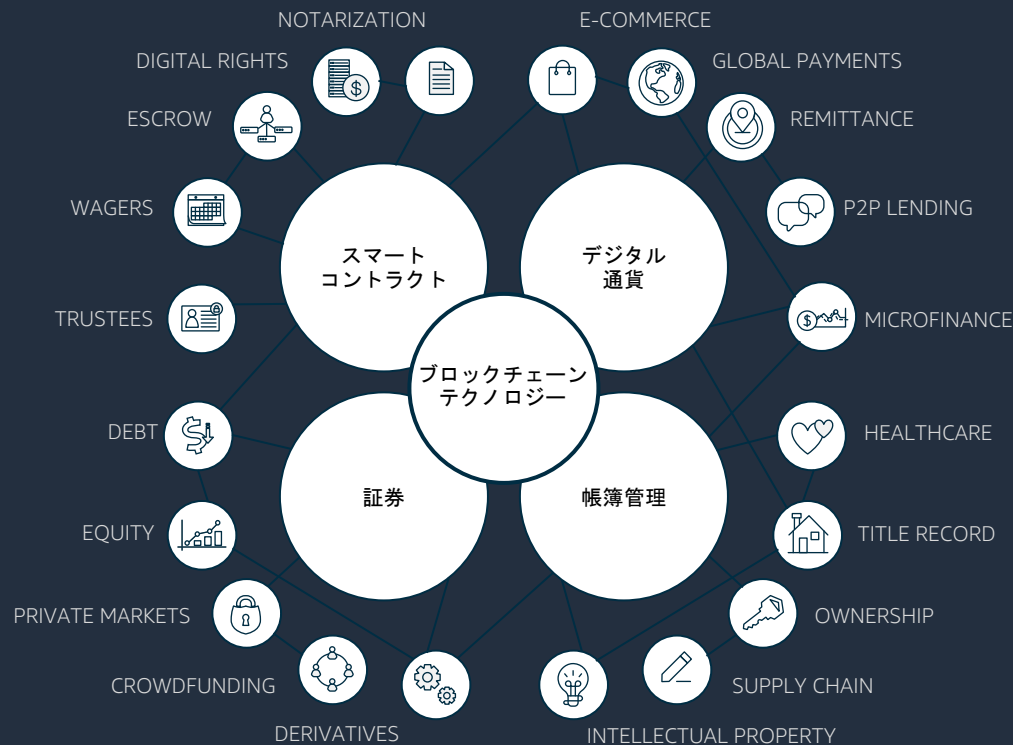 NOTARIZATION
E-COMMERCE
DIGITAL RIGHTS
GLOBAL PAYMENTS
ESCROW
REMITTANCE
WAGERS
P2P LENDING
スマート
コントラクト
デジタル
通貨
TRUSTEES
MICROFINANCE
ブロックチェーン
テクノロジー
DEBT
HEALTHCARE
証券
帳簿管理
EQUITY
TITLE RECORD
PRIVATE MARKETS
OWNERSHIP
CROWDFUNDING
SUPPLY CHAIN
DERIVATIVES
INTELLECTUAL PROPERTY